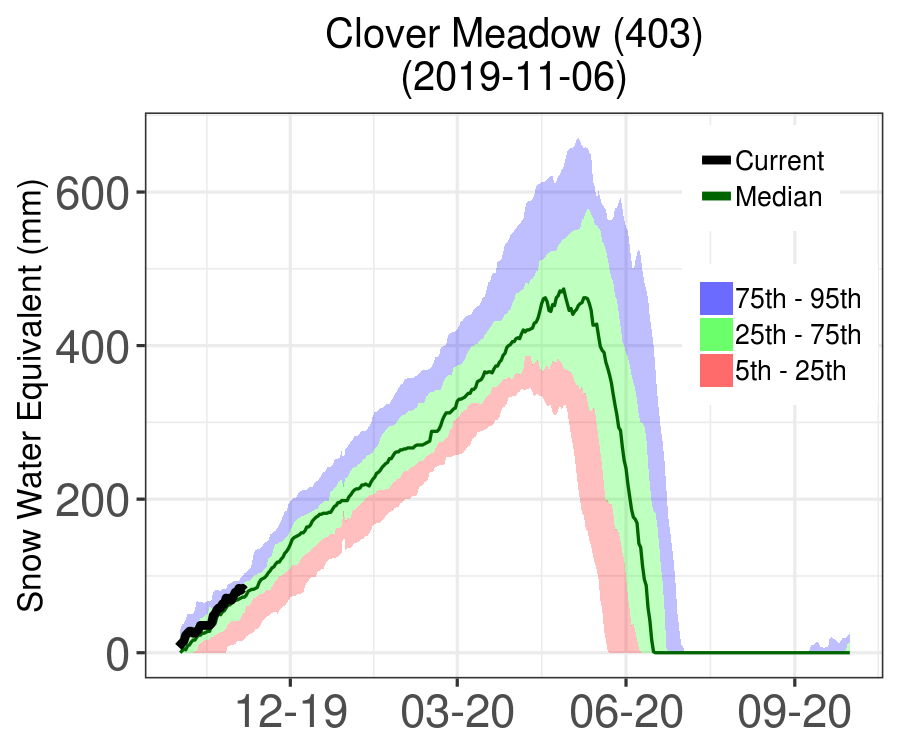 Clover Meadow (403)
(2019-11-06)
Snow Water Equivalent (mm)
600
400
200
0
Current
Median
75th - 95th
25th - 75th
5th - 25th
12-19 03-20 06-20 09-20